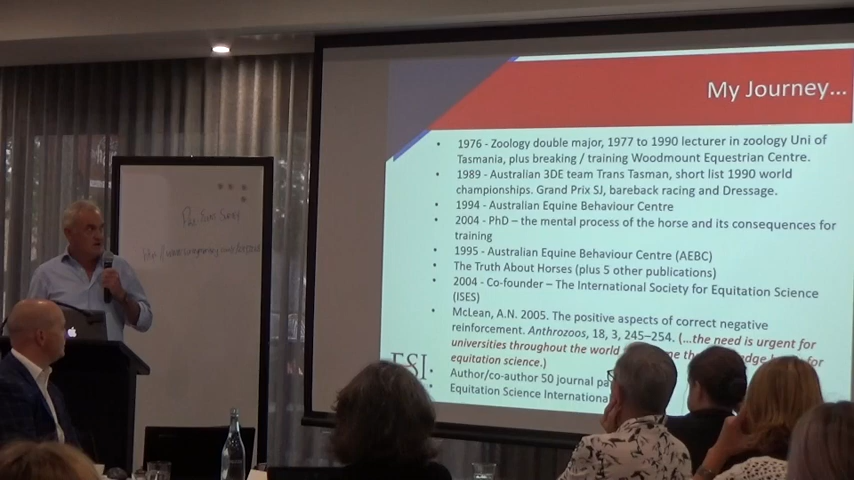 My Journey...
• 1976 - Zoology double major, 1977 to 1990 lecturer in zoology Uni of
Tasmania, plus breaking / training Woodmount Equestrian Centre.
• 1989 - Australian 3DE team Trans Tasman, short list 1990 world
championships. Grand Prix SJ, bareback racing and Dressage.
• 1994 - Australian Equine Behaviour Centre
• 2004 - PhD – the mental process of the horse and its consequences for
training
• 1995 - Australian Equine Behaviour Centre (AEBC)
• The Truth About Horses (plus 5 other publications)
• 2004 - Co-founder – The International Society for Equitation Science
(ISES)
• McLean, A.N. 2005. The positive aspects of correct negative
reinforcement. Anthrozoos, 18, 3, 245–254. (...the need is urgent for
universities throughout the world for
equitation science.)
Author/co-author 50 journal
Equitation Science International
ESI: